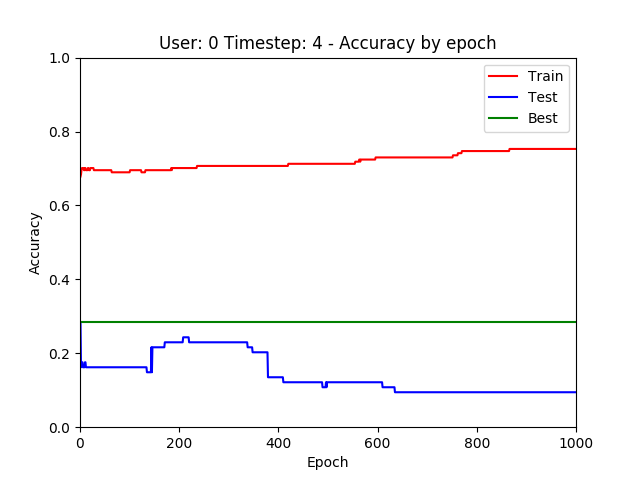 User: 0 Timestep: 4 - Accuracy by epoch
1.0
0.8
0.6
0.4
0.2
0.0
Accuracy
Train
Test
Best
0 200 400 600 800 1000
Epoch